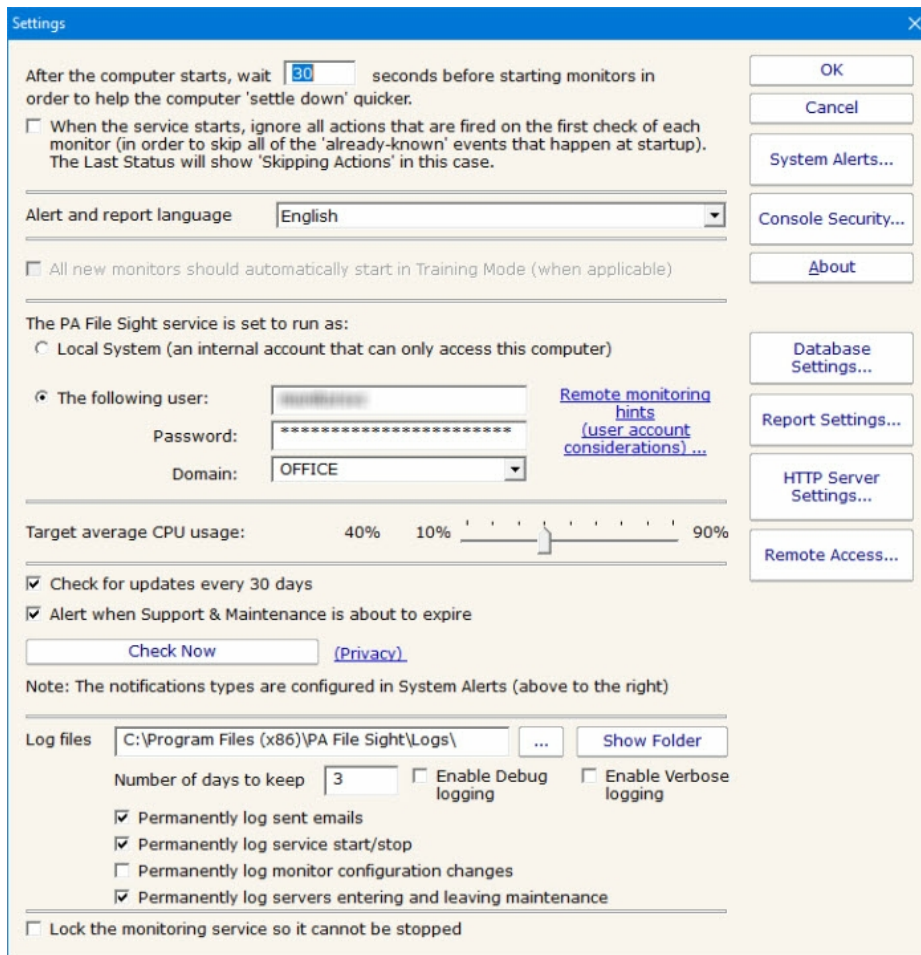 Settings
After the computer starts, wait 30 seconds before starting monitors in
order to help the computer 'settle down' quicker.
When the service starts, ignore all actions that are fired on the first check of each
monitor (in order to skip all of the 'already-known' events that happen at startup).
The Last Status will show 'Skipping Actions' in this case.
Alert and report language English
All new monitors should automatically start in Training Mode (when applicable)
The PA File Sight service is set to run as:
Local System (an internal account that can only access this computer)
The following user:
Password: ***********************
Domain: OFFICE
Remote monitoring
hints
(user account
considerations) ...
Target average CPU usage: 40% 10% 90%
Check for updates every 30 days
Alert when Support & Maintenance is about to expire
Check Now (Privacy)
Note: The notifications types are configured in System Alerts (above to the right)
Log files C:\Program Files (x86)\PA File Sight\Logs\ ... Show Folder
Number of days to keep 3
Enable Debug
logging
Enable Verbose
logging
Permanently log sent emails
Permanently log service start/stop
Permanently log monitor configuration changes
Permanently log servers entering and leaving maintenance
Lock the monitoring service so it cannot be stopped
OK
Cancel
System Alerts...
Console Security...
About
Database
Settings...
Report Settings...
HTTP Server
Settings...
Remote Access...